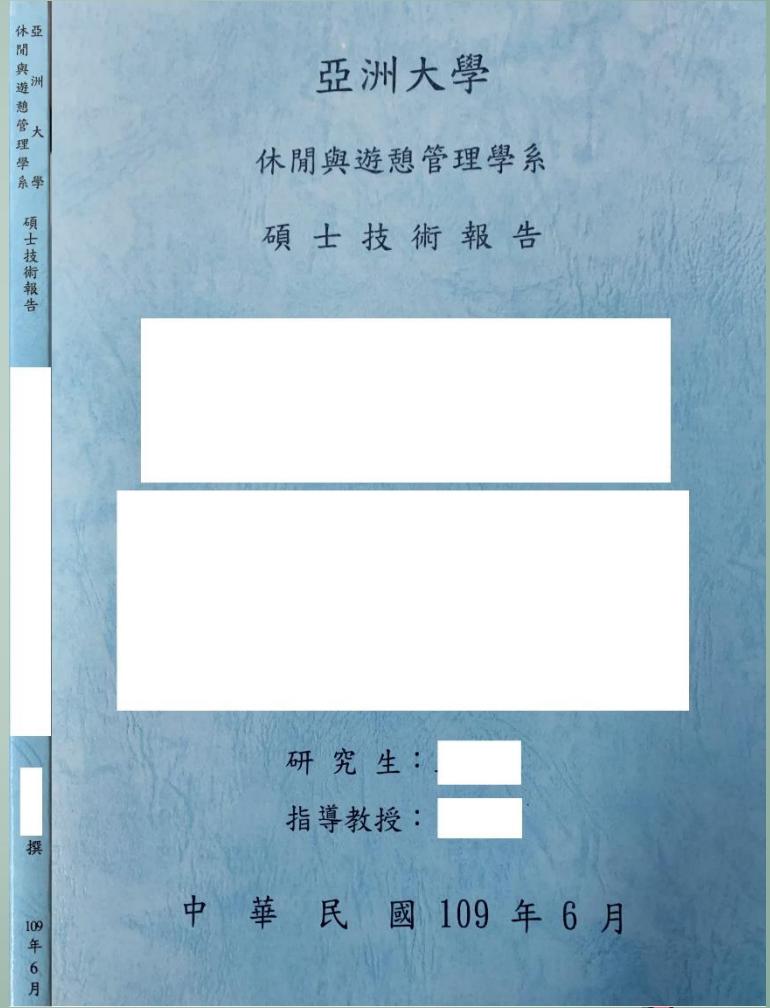 亞洲大學
休閒與遊憩管理學系
碩士技術報告
撰
109年6月
亞洲大學
休閒與遊憩管理學系
碩士技術報告
研究生：
指導教授：
中華民國109年6月